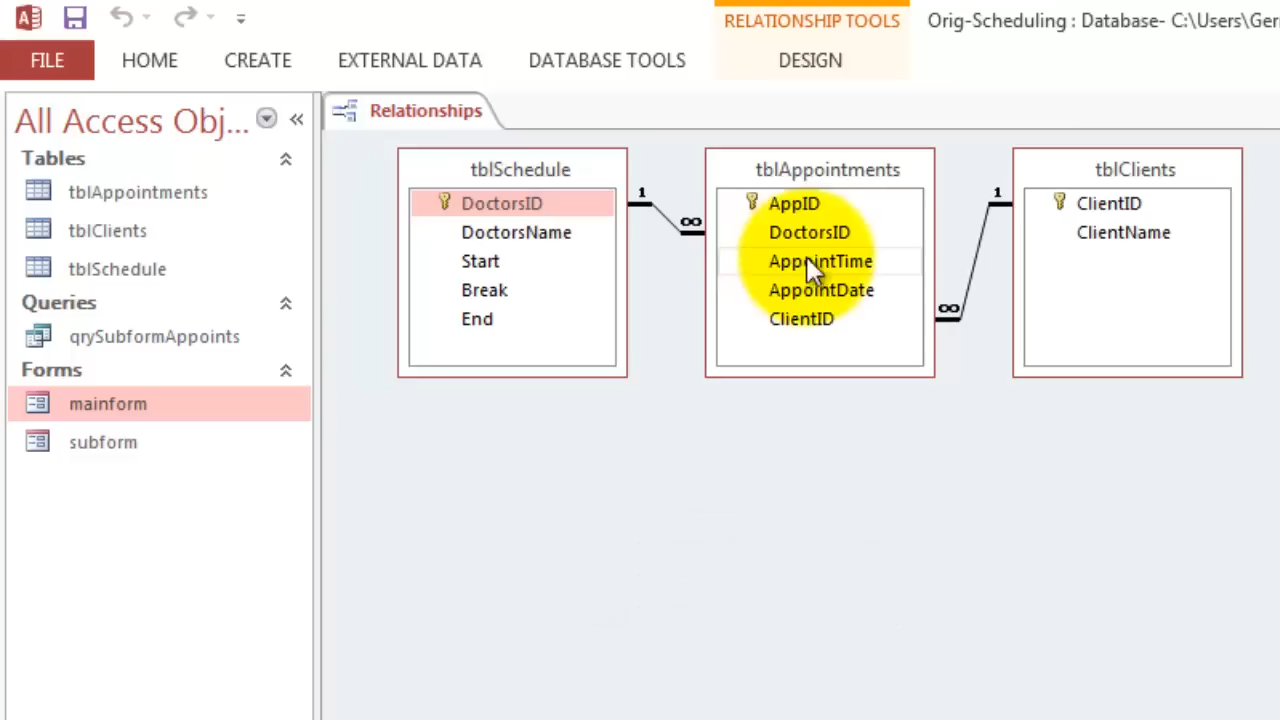 RELATIONSHIP TOOLS
Orig-Scheduling : Database- C:\Users\Ger
FILE
HOME
CREATE
EXTERNAL DATA
DATABASE TOOLS
DESIGN
All Access Obj...
Tables
tblAppointments
tblClients
tblSchedule
Queries
qrySubformAppoints
Forms
mainform
subform
Relationships
tblSchedule
DoctorsID
DoctorsName
Start
Break
End
1
∞
tblAppointments
AppID
DoctorsID
AppointTime
AppointDate
ClientID
∞
1
tblClients
ClientID
ClientName